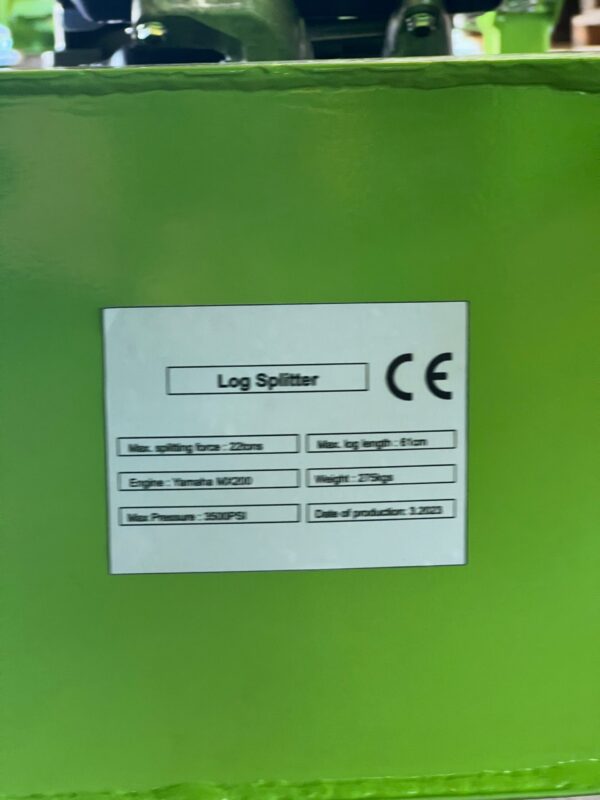 Log Splitter
CE
Max. splitting force : 22tons
Max. log length : 61cm
Engine : Yamaha MX200
Weight : 275kgs
Max Pressure : 3500PSI
Date of production: 3.2023